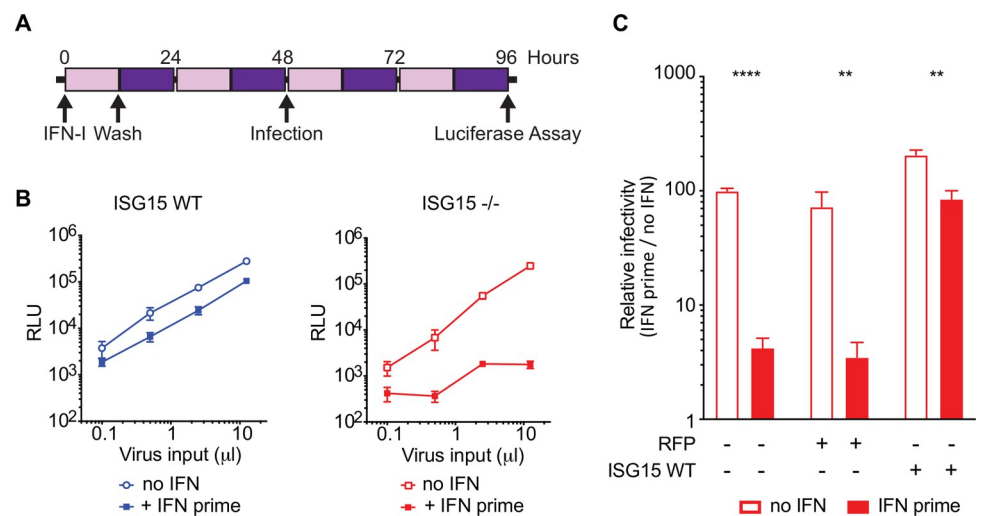 A
0 24 48 72 96 Hours
IFN-I Wash Infection Luciferase Assay
B
ISG15 WT
RLU
10⁶
10⁵
10⁴
10³
10²
0.1 1 10
Virus input (μl)
no IFN
+ IFN prime
ISG15 -/-
RLU
10⁶
10⁵
10⁴
10³
10²
0.1 1 10
Virus input (μl)
no IFN
+ IFN prime
C
Relative infectivity
(IFN prime / no IFN)
1000
100
10
1
**** ** **
RFP - - + + - -
ISG15 WT - - - - + +
no IFN IFN prime